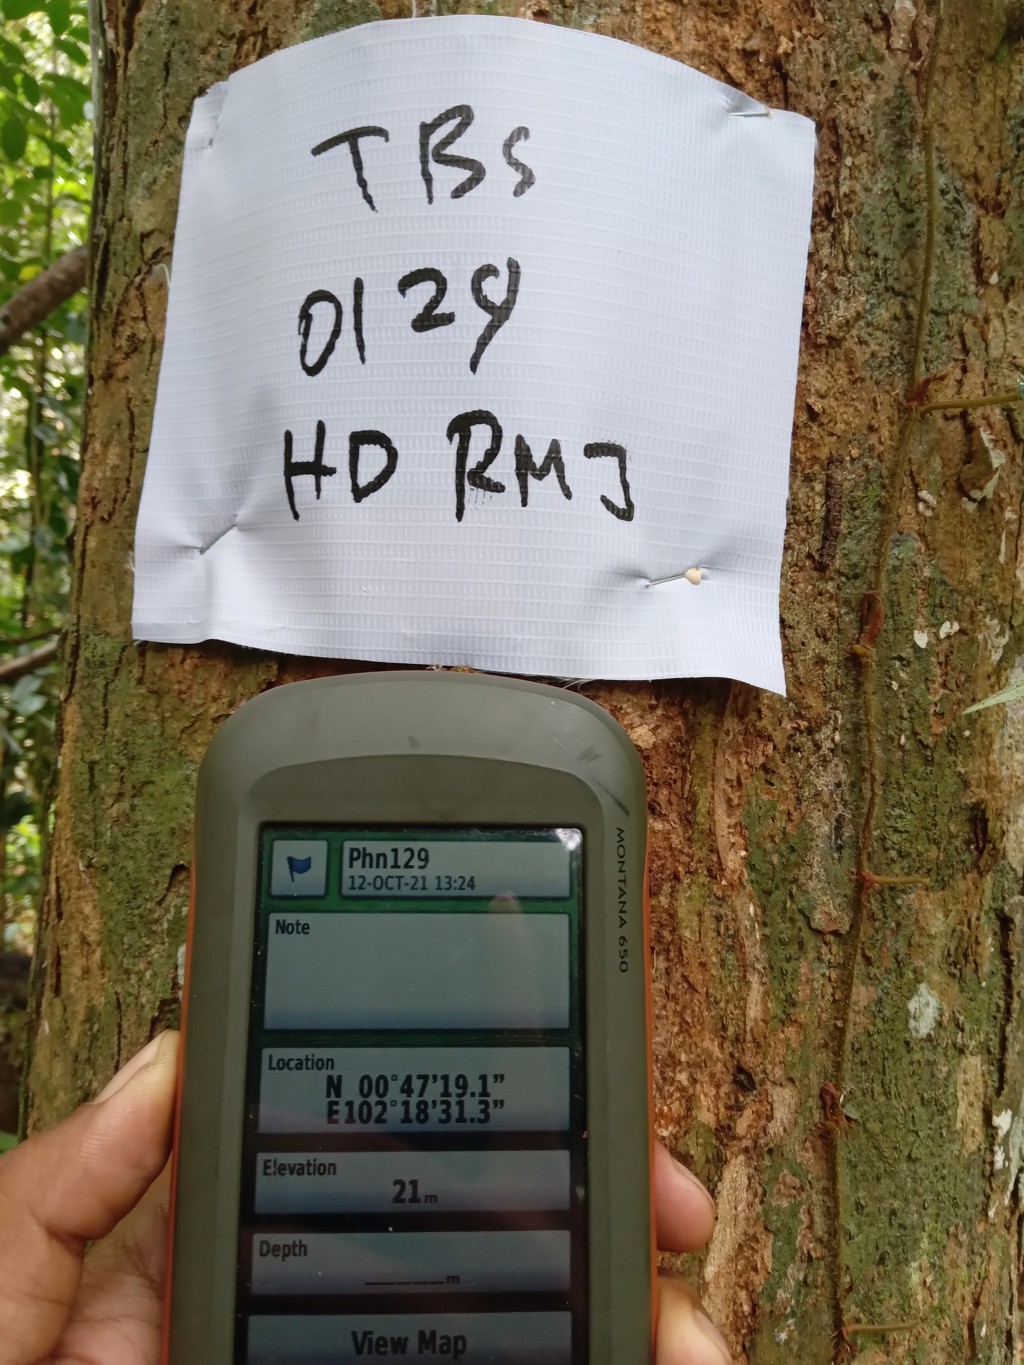 TBS
0129
HD RMJ
MONTANA 650
Phn129
12-OCT-21 13:24
Note
Location
N 00°47'19.1"
E102°18'31.3"
Elevation
21m
Depth
_____m
View Map